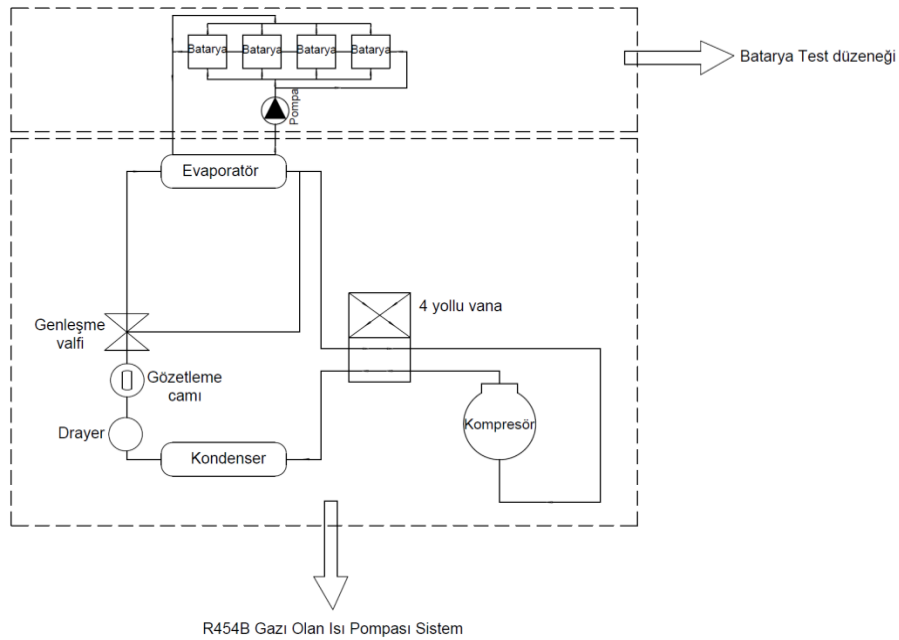 Batarya
Batarya
Batarya
Batarya
Batarya Test düzeneği
Pompa
Evaporatör
4 yollu vana
Genleşme
valfi
Gözetleme
camı
Kompresör
Drayer
Kondenser
R454B Gazı Olan Isı Pompası Sistem